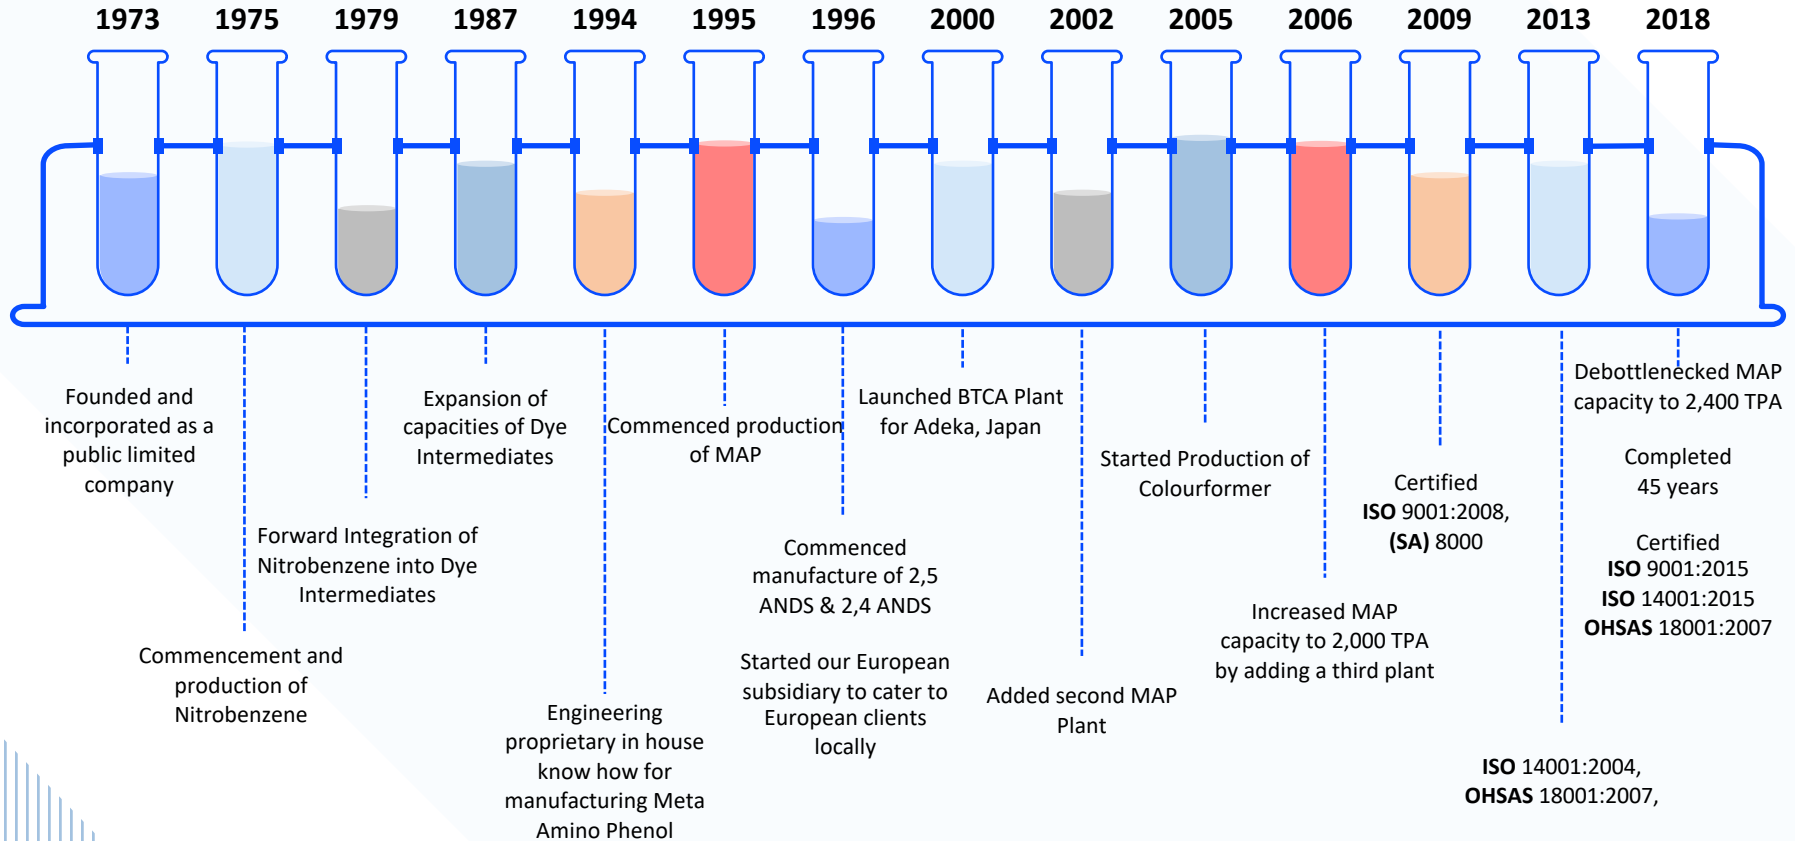 1973
1975
1979
1987
1994
1995
1996
2000
2002
2005
2006
2009
2013
2018
Founded and
incorporated as a
public limited
company
Commencement and
production of
Nitrobenzene
Forward Integration of
Nitrobenzene into Dye
Intermediates
Expansion of
capacities of Dye
Intermediates
Engineering
proprietary in house
know how for
manufacturing Meta
Amino Phenol
Commenced production
of MAP
Commenced
manufacture of 2,5
ANDS & 2,4 ANDS
Started our European
subsidiary to cater to
European clients
locally
Launched BTCA Plant
for Adeka, Japan
Added second MAP
Plant
Started Production of
Colourformer
Increased MAP
capacity to 2,000 TPA
by adding a third plant
Certified
ISO 9001:2008,
(SA) 8000
ISO 14001:2004,
OHSAS 18001:2007,
Debottlenecked MAP
capacity to 2,400 TPA
Completed
45 years
Certified
ISO 9001:2015
ISO 14001:2015
OHSAS 18001:2007